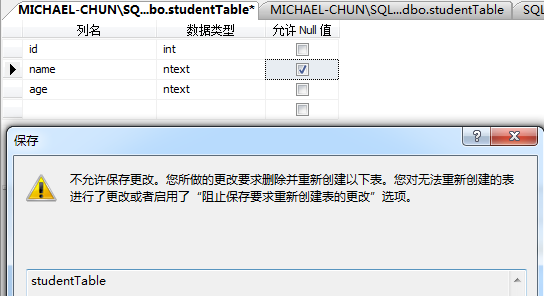 MICHAEL-CHUN\SQ...bo.studentTable* MICHAEL-CHUN\SQL...dbo.studentTable SQL
列名 数据类型 允许 Null 值
id int
name ntext
age ntext
保存
不允许保存更改。您所做的更改要求删除并重新创建以下表。您对无法重新创建的表
进行了更改或者启用了“阻止保存要求重新创建表的更改”选项。
studentTable